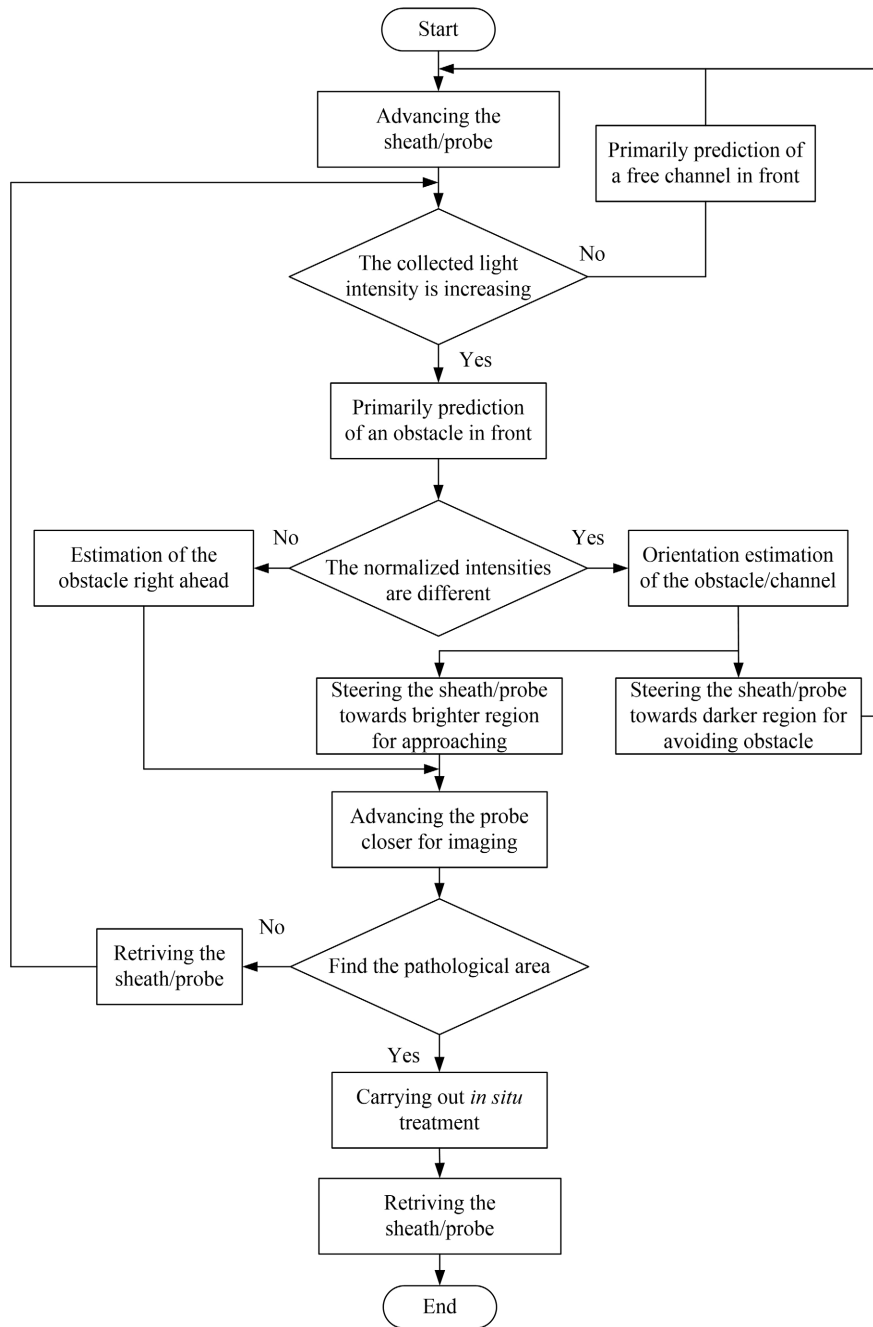 Start
Advancing the
sheath/probe
Primarily prediction of
a free channel in front
The collected light
intensity is increasing
No
Yes
Primarily prediction
of an obstacle in front
Estimation of the
obstacle right ahead
No
The normalized intensities
are different
Yes
Orientation estimation
of the obstacle/channel
Steering the sheath/probe
towards brighter region
for approaching
Steering the sheath/probe
towards darker region for
avoiding obstacle
Advancing the probe
closer for imaging
Retriving the
sheath/probe
No
Find the pathological area
Yes
Carrying out in situ
treatment
Retriving the
sheath/probe
End